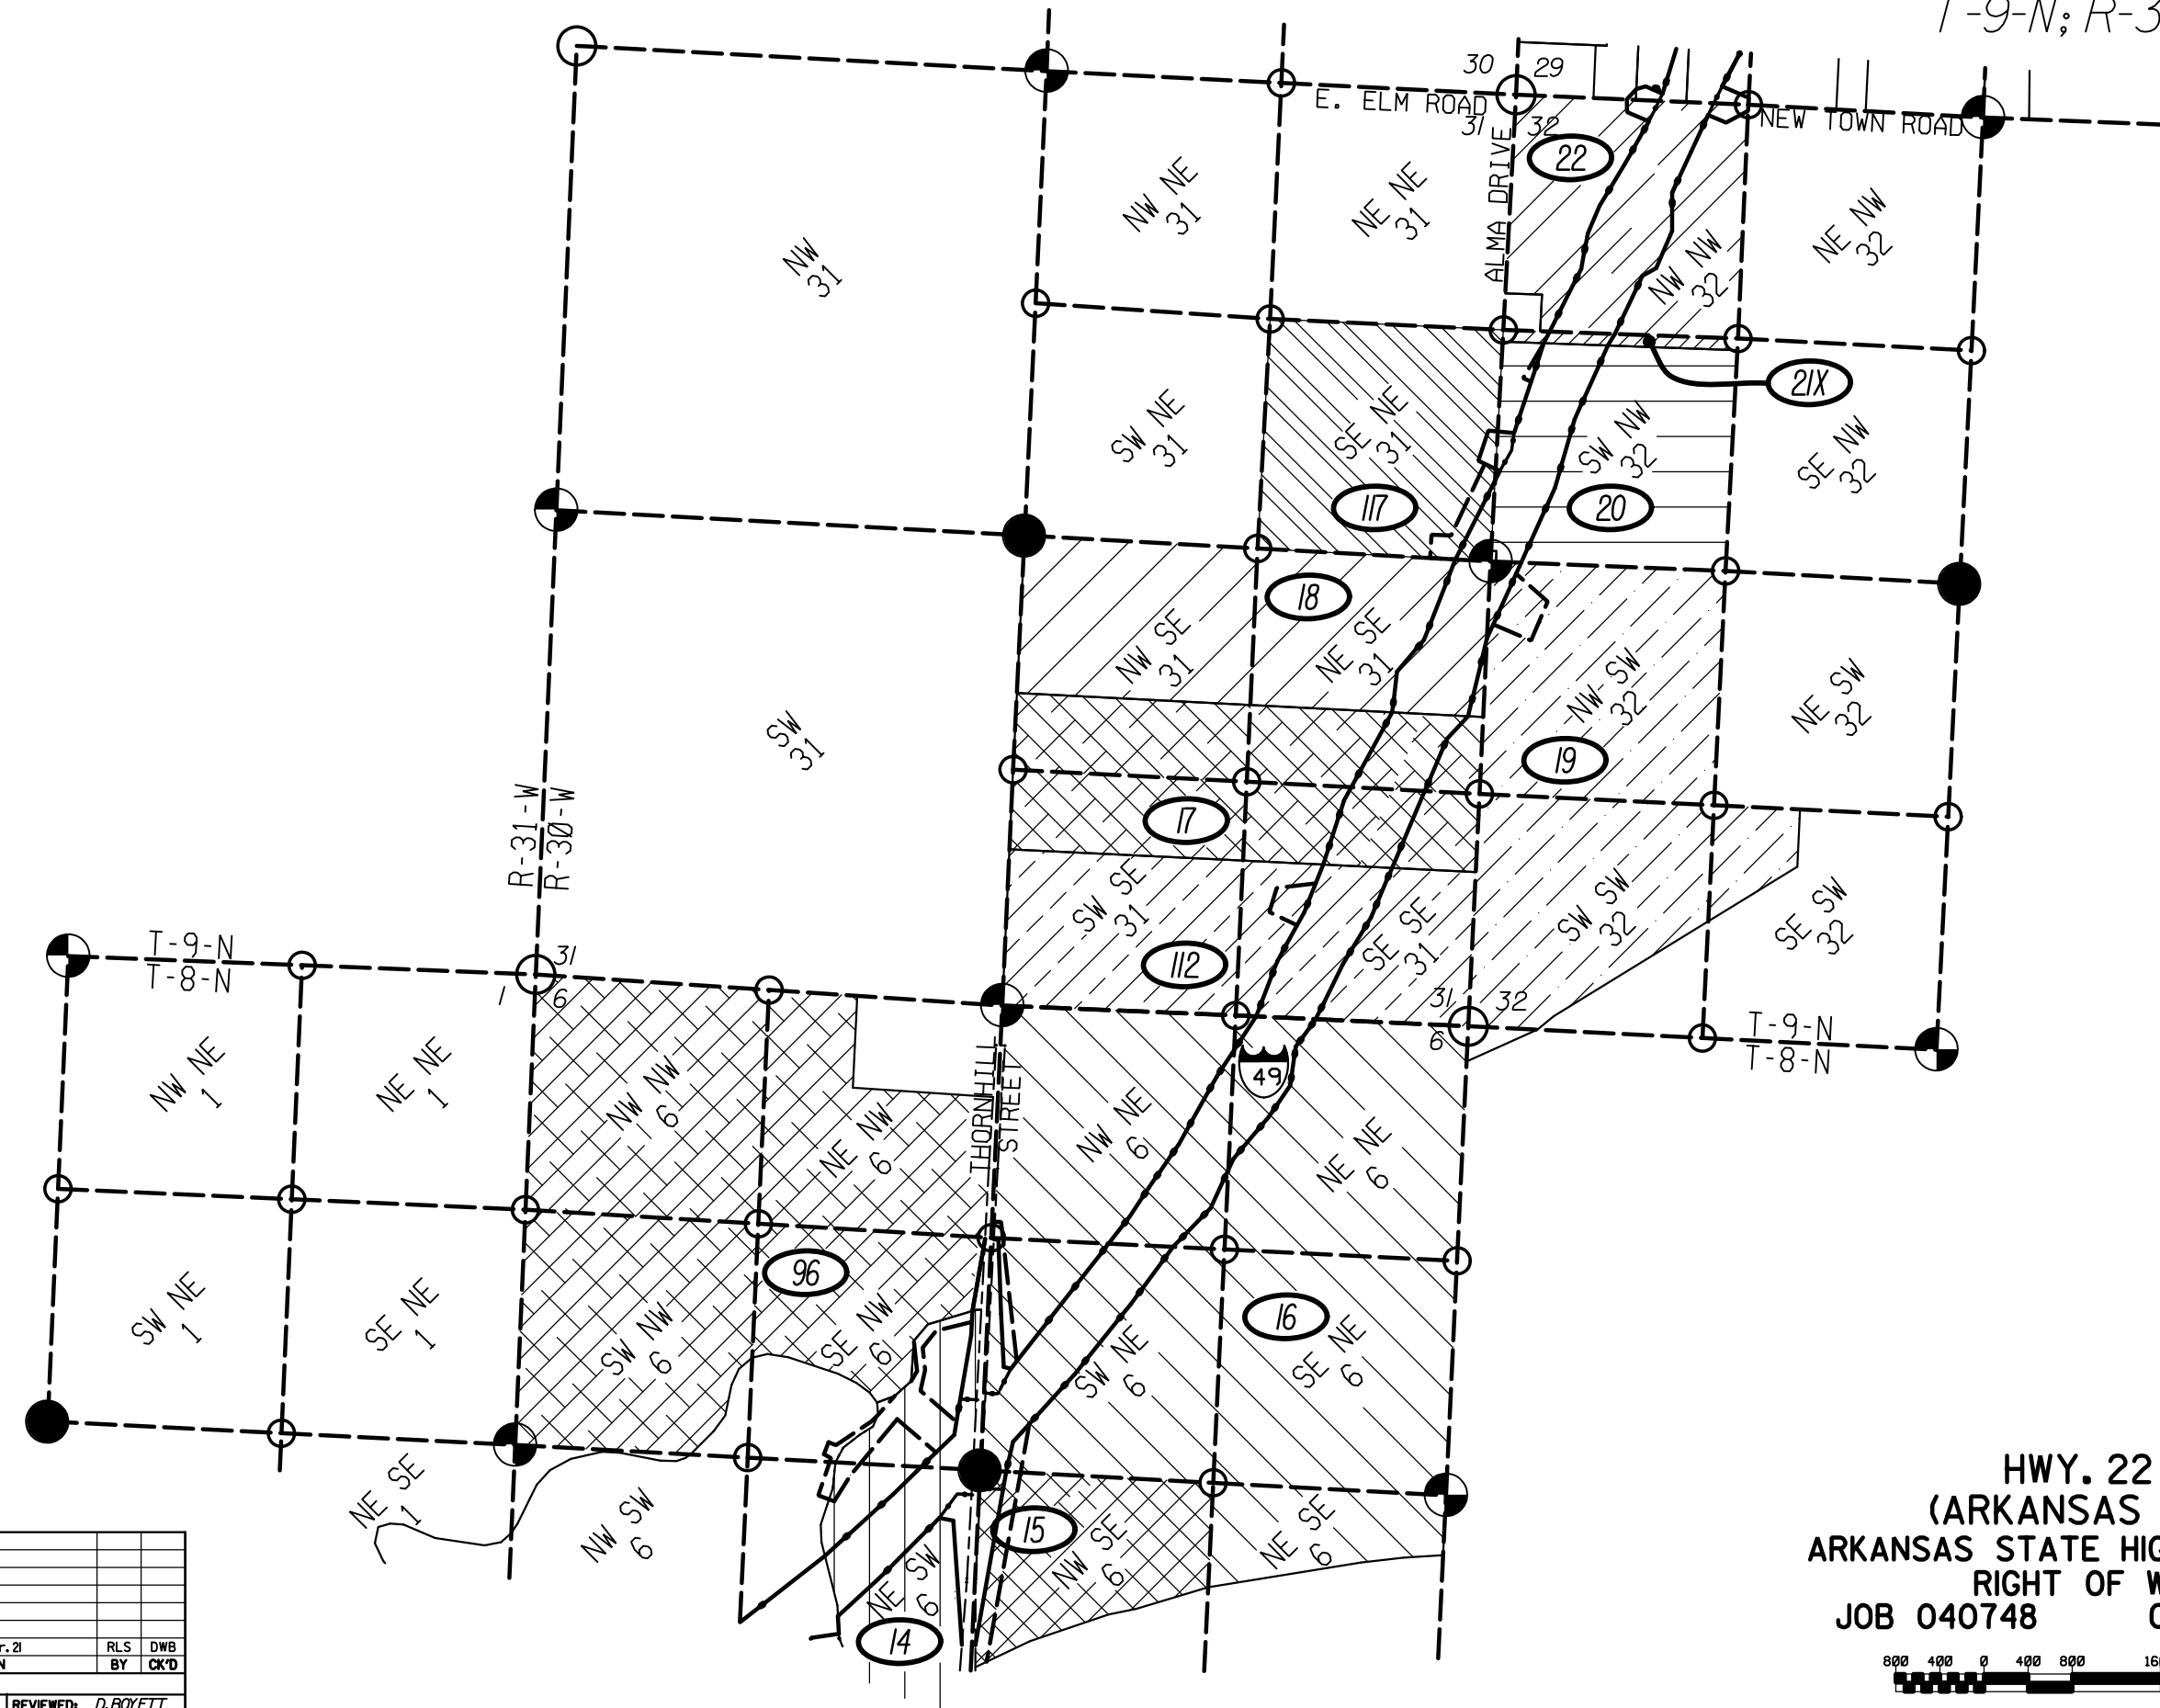 T-9-N; R-3
30 29
E. ELM ROAD
31 32
NEW TOWN ROAD
ALMA DRIVE
22
NW NE
31
NE NE
31
NE NW
32
NW
31
NW NW
32
21X
SW NE
31
SE NE
31
SW NW
32
SE NW
32
117
20
18
NW SE
31
NE SE
31
NW SW
32
NE SW
32
SW
31
19
17
R-31-W
R-30-W
SW SE
31
SE SE
31
SW SW
32
SE SW
32
T-9-N
T-8-N
31
1 6
112
31 32
6
T-9-N
T-8-N
49
THORNHILL
STREET
NW NE
1
NE NE
1
NW NW
6
NE NW
6
NW NE
6
NE NE
6
96
16
SW NE
1
SE NE
1
SW NW
6
SE NW
6
SW NE
6
SE NE
6
NE SE
1
NW SW
6
15
NE SW
6
NW SE
6
NE SE
6
14
HWY. 22
(ARKANSAS
ARKANSAS STATE HIG
RIGHT OF W
JOB 040748
800 400 0 400 800
r. 21 RLS DWB
N BY CK'D
REVIEWED: D. BOYETT